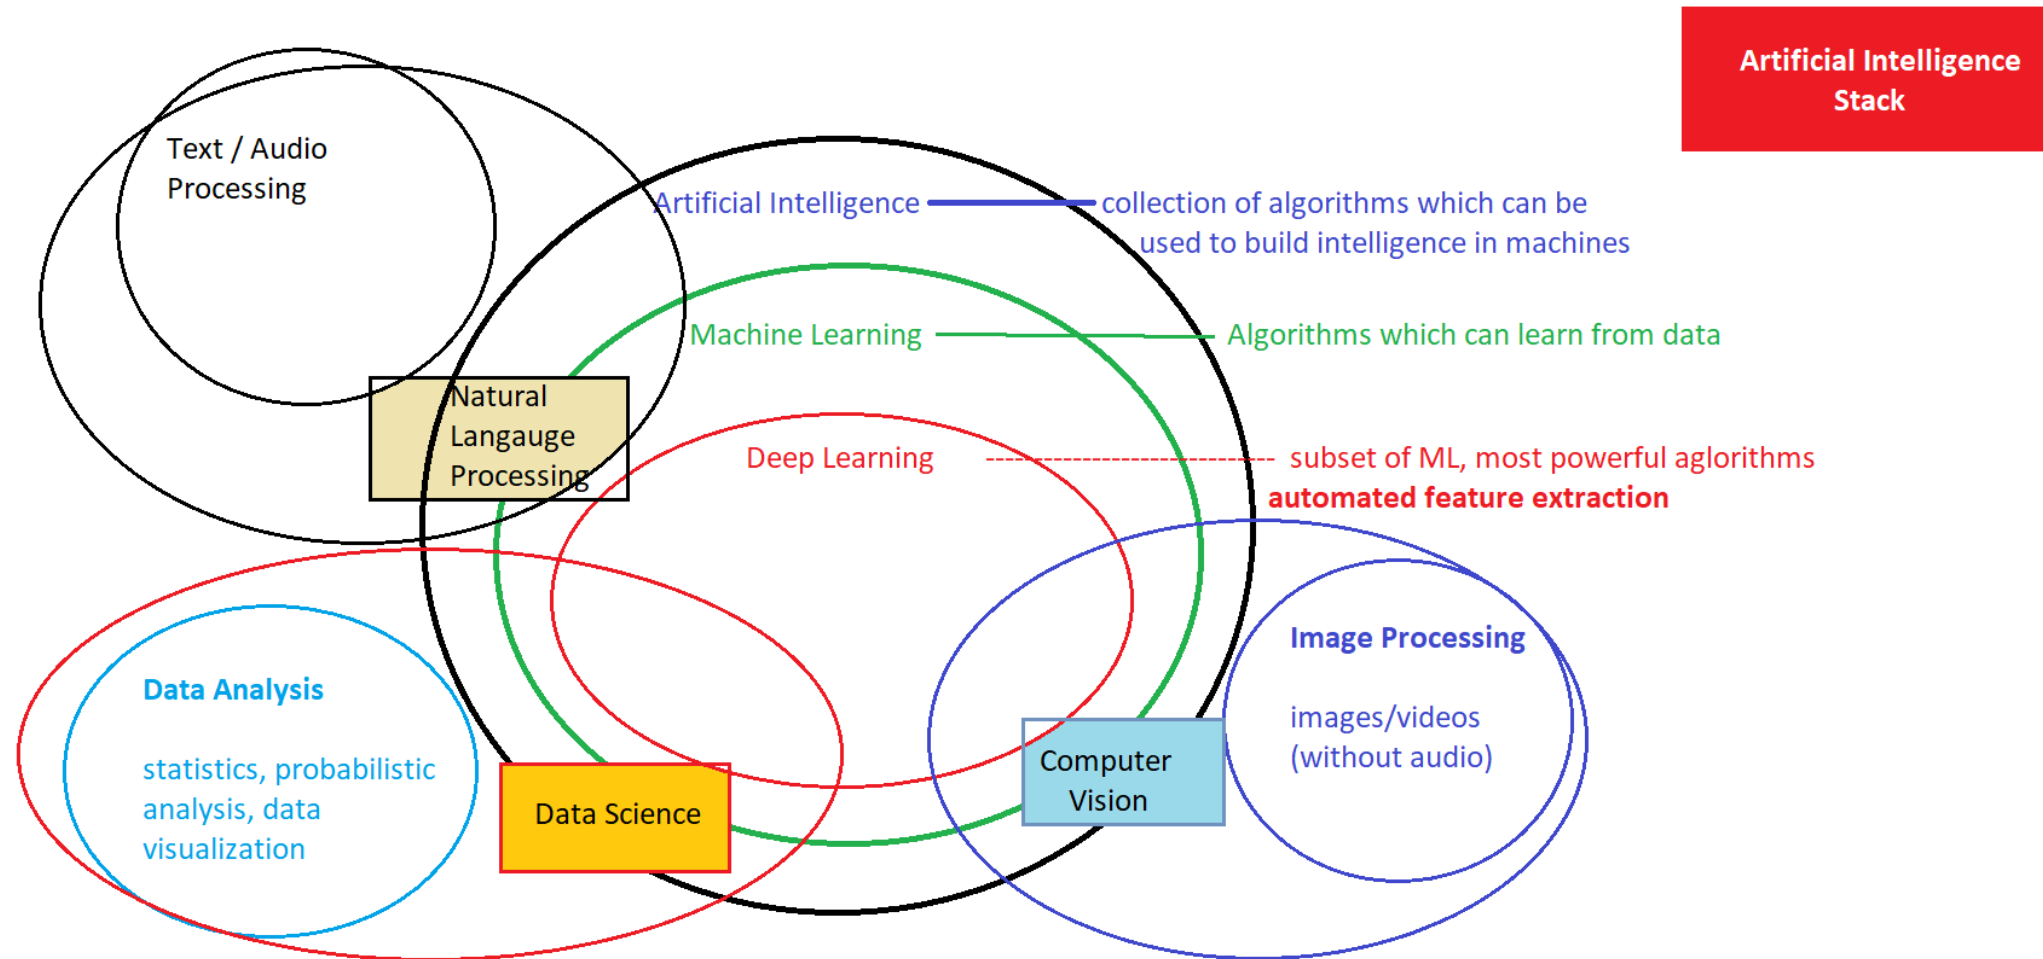 Artificial Intelligence
Stack
Text / Audio
Processing
Artificial Intelligence
collection of algorithms which can be
used to build intelligence in machines
Machine Learning
Algorithms which can learn from data
Natural
Langauge
Processing
Deep Learning
subset of ML, most powerful aglorithms
automated feature extraction
Data Analysis
statistics, probabilistic
analysis, data
visualization
Data Science
Computer
Vision
Image Processing
images/videos
(without audio)